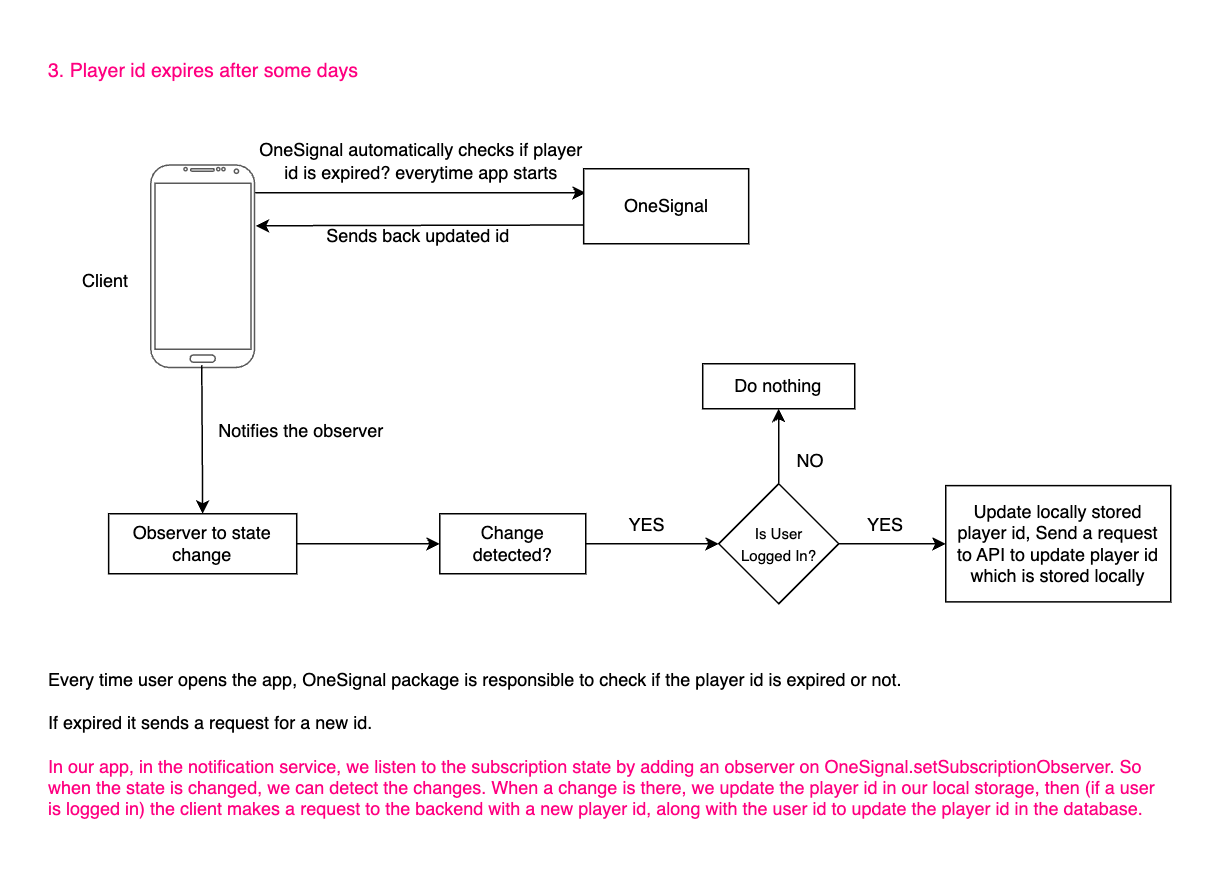 3. Player id expires after some days
OneSignal automatically checks if player
id is expired? everytime app starts
OneSignal
Sends back updated id
Client
Do nothing
Notifies the observer
NO
Observer to state
change
Change
detected?
YES
Is User
Logged In?
YES
Update locally stored
player id, Send a request
to API to update player id
which is stored locally
Every time user opens the app, OneSignal package is responsible to check if the player id is expired or not.
If expired it sends a request for a new id.
In our app, in the notification service, we listen to the subscription state by adding an observer on OneSignal.setSubscriptionObserver. So
when the state is changed, we can detect the changes. When a change is there, we update the player id in our local storage, then (if a user
is logged in) the client makes a request to the backend with a new player id, along with the user id to update the player id in the database.